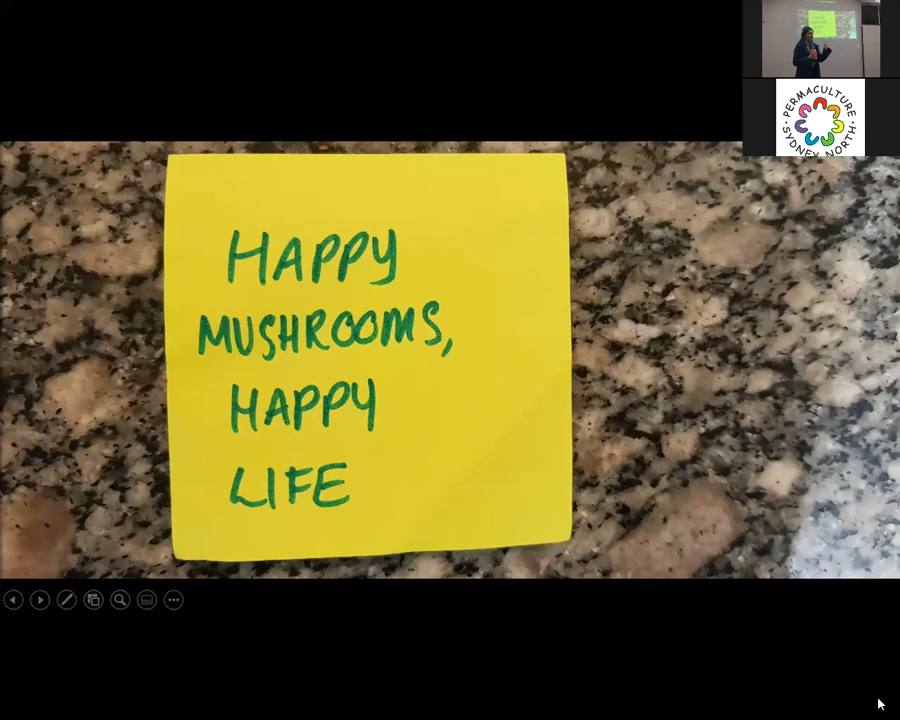 HAPPY
MUSHROOMS,
HAPPY
LIFE
PERMACULTURE
SYDNEY NORTH